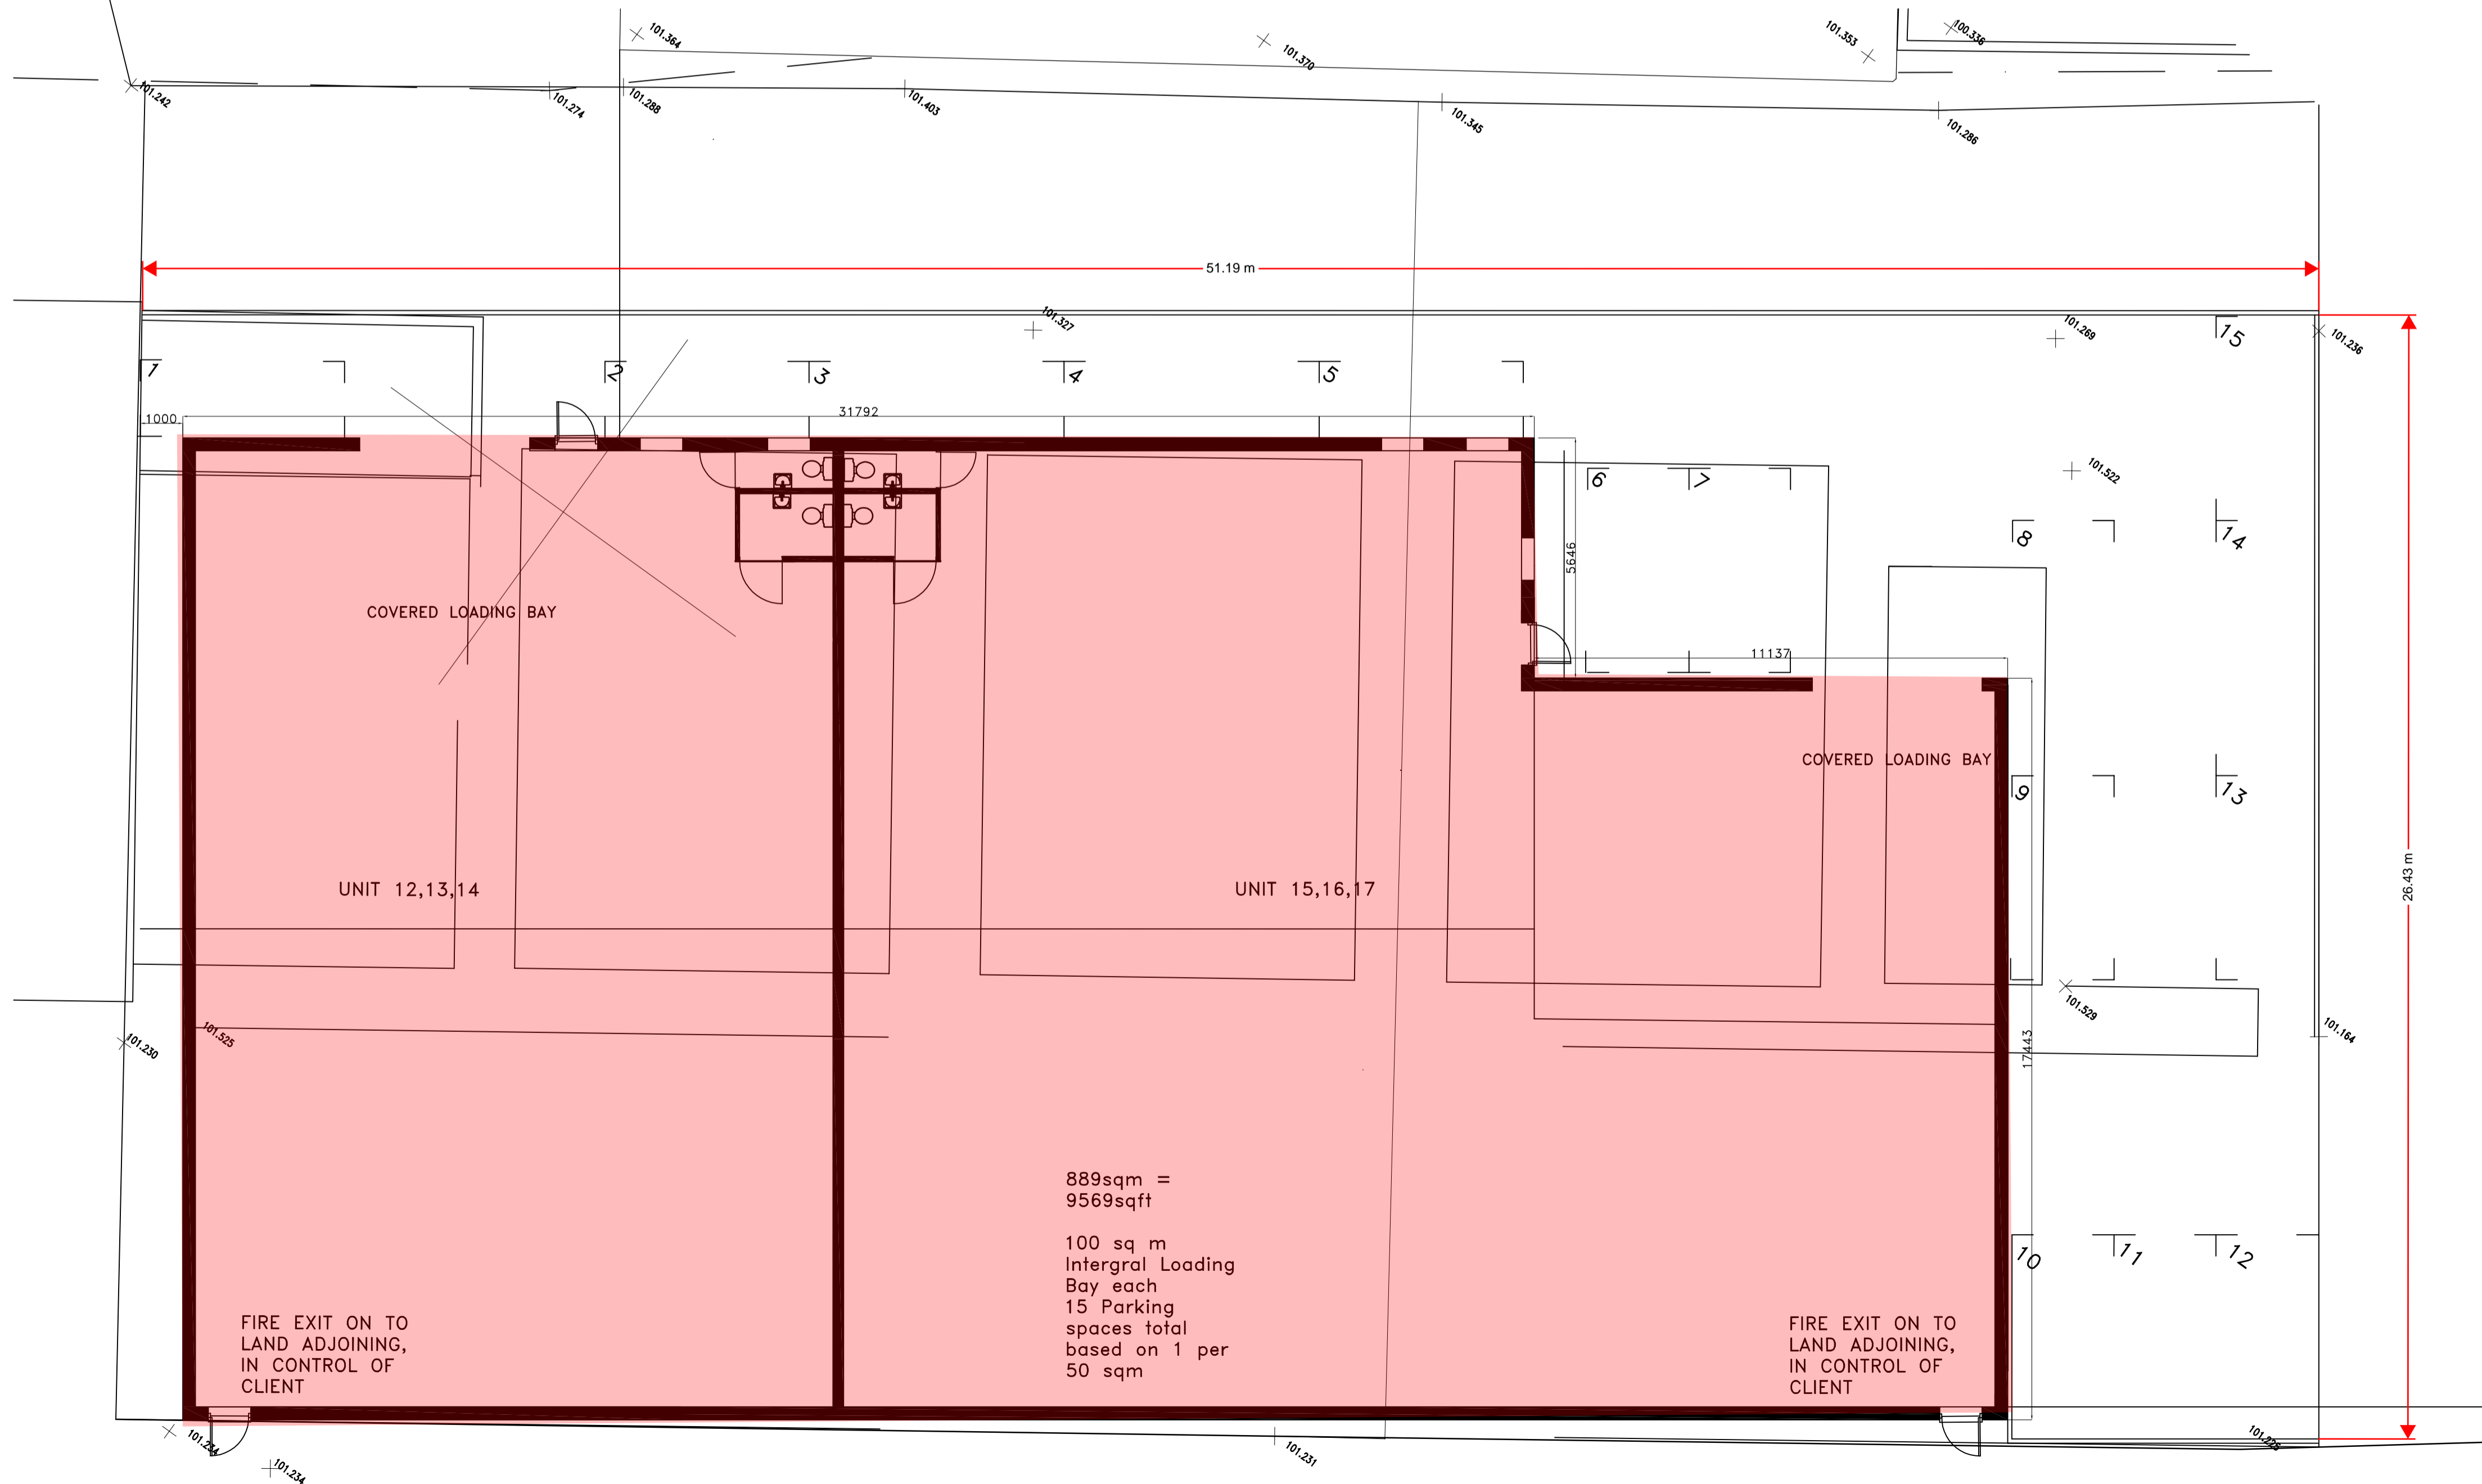 101.364
101.370
101.353
100.336
101.242
101.274
101.288
101.403
101.345
101.286
51.19 m
101.327
101.269
15
101.236
1
2
3
4
5
1000
31792
6
7
101.522
8
14
5646
COVERED LOADING BAY
11137
COVERED LOADING BAY
9
13
26.43 m
UNIT 12,13,14
UNIT 15,16,17
101.529
101.525
101.230
101.164
17443
889sqm =
9569sqft
100 sq m
Intergral Loading
Bay each
15 Parking
spaces total
based on 1 per
50 sqm
10
11
12
FIRE EXIT ON TO
LAND ADJOINING,
IN CONTROL OF
CLIENT
FIRE EXIT ON TO
LAND ADJOINING,
IN CONTROL OF
CLIENT
101.234
101.231
101.225
101.234